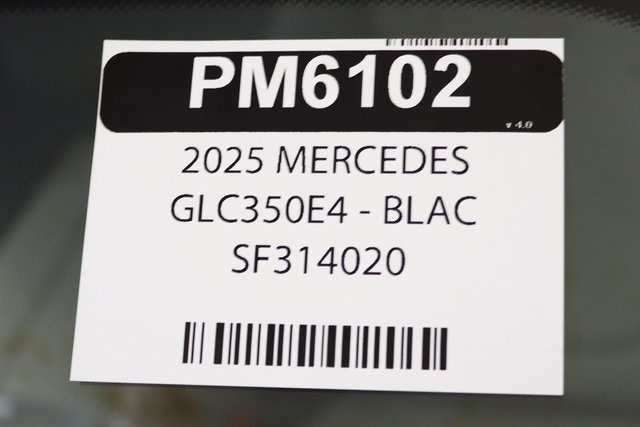 PM6102
v 4.0
2025 MERCEDES
GLC350E4 - BLAC
SF314020